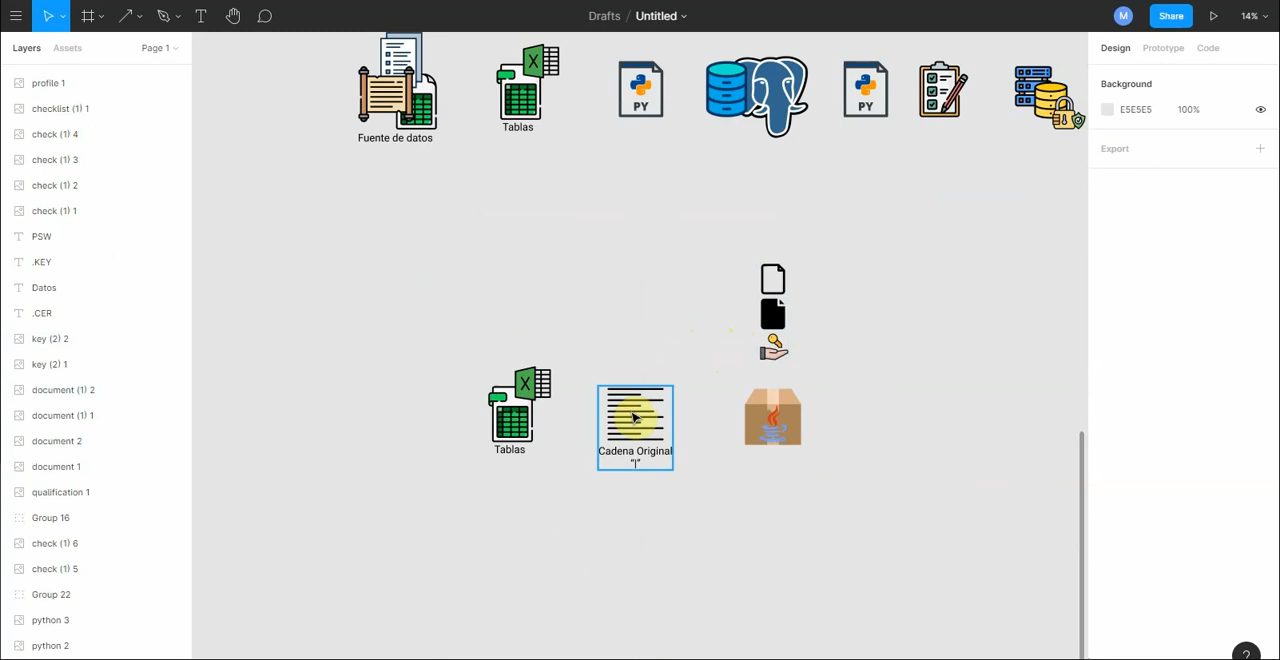 Drafts / Untitled
M
Share
14%
Layers
Assets
Page 1
Design
Prototype
Code
profile 1
checklist (1) 1
check (1) 4
check (1) 3
check (1) 2
check (1) 1
PSW
.KEY
Datos
.CER
key (2) 2
key (2) 1
document (1) 2
document (1) 1
document 2
document 1
qualification 1
Group 16
check (1) 6
check (1) 5
Group 22
python 3
python 2
Fuente de datos
X
Tablas
PY
PY
X
Tablas
Cadena Original
"|"
Background
E5E5E5
100%
Export
?